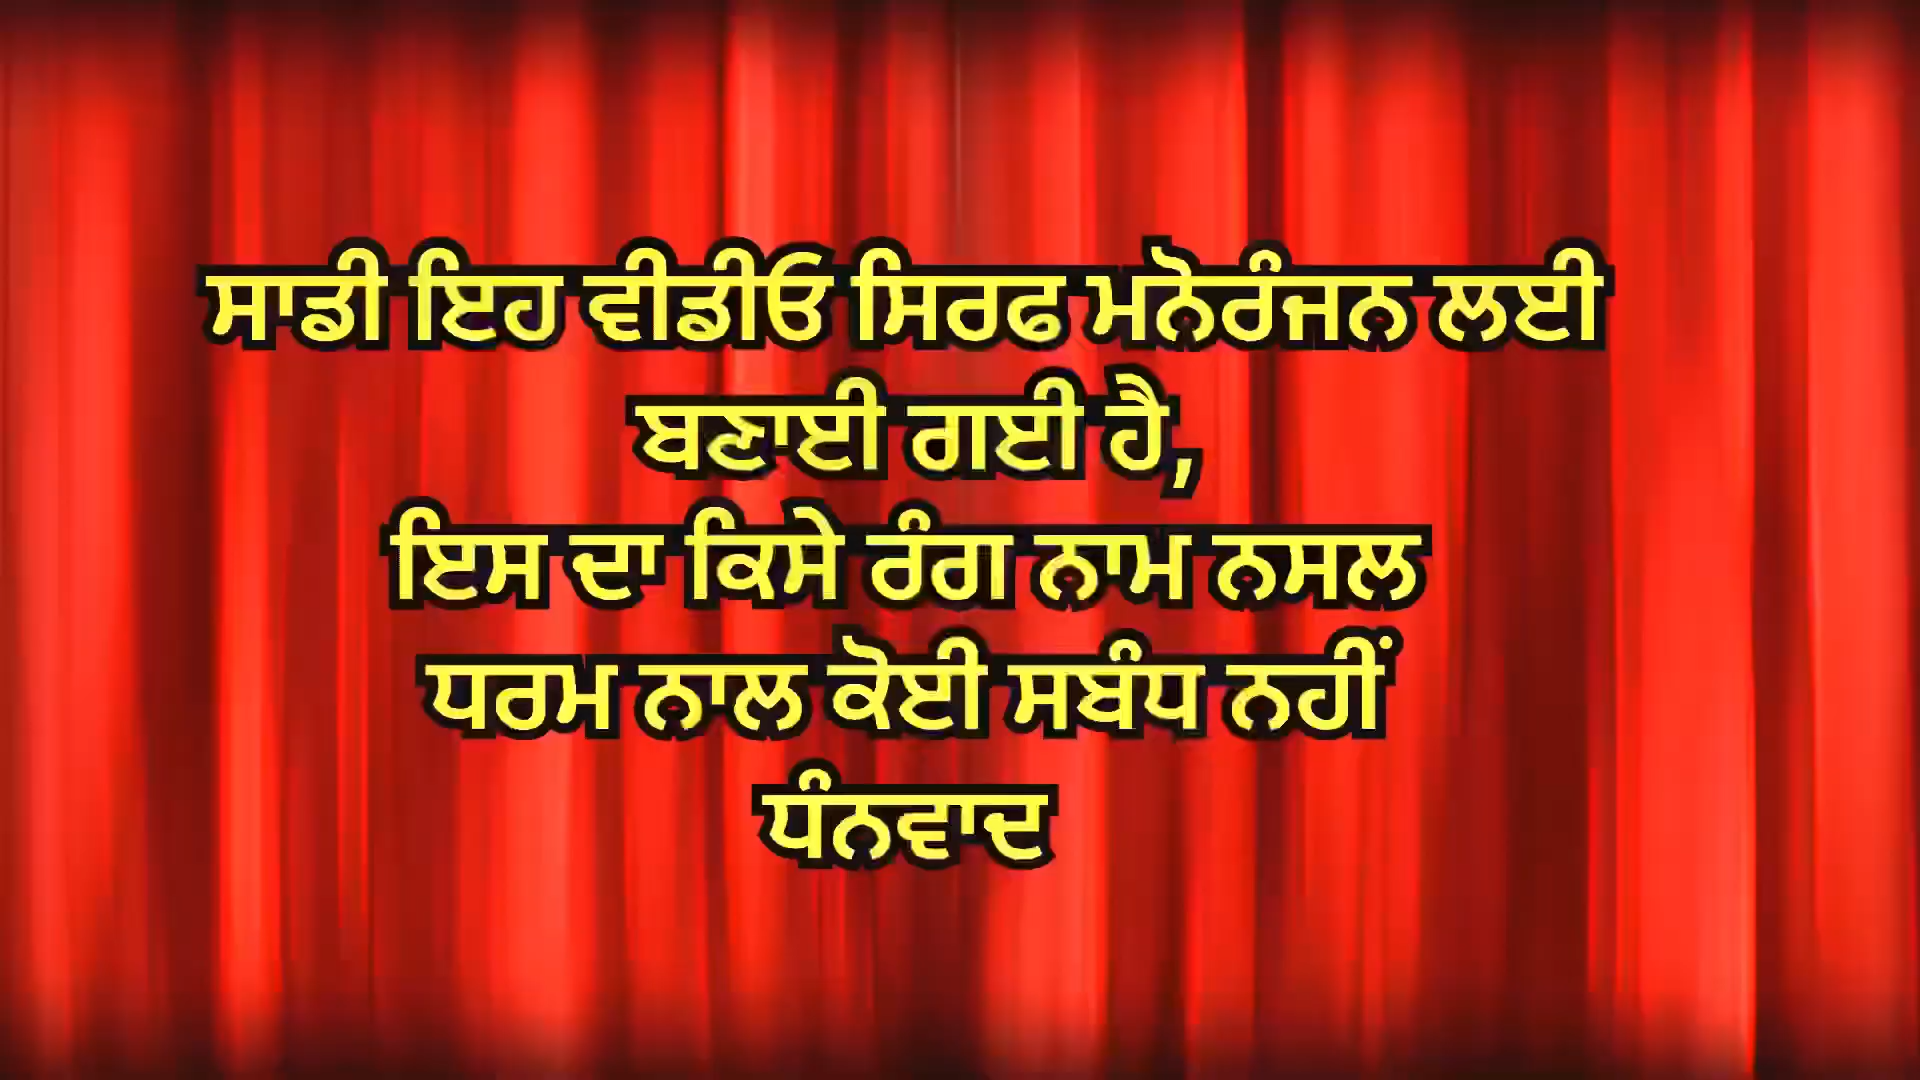 ਸਾਡੀ ਇਹ ਵੀਡੀਓ ਸਿਰਫ ਮਨੋਰੰਜਨ ਲਈ
ਬਣਾਈ ਗਈ ਹੈ,
ਇਸ ਦਾ ਕਿਸੇ ਰੰਗ ਨਾਮ ਨਸਲ
ਧਰਮ ਨਾਲ ਕੋਈ ਸਬੰਧ ਨਹੀਂ
ਧੰਨਵਾਦ